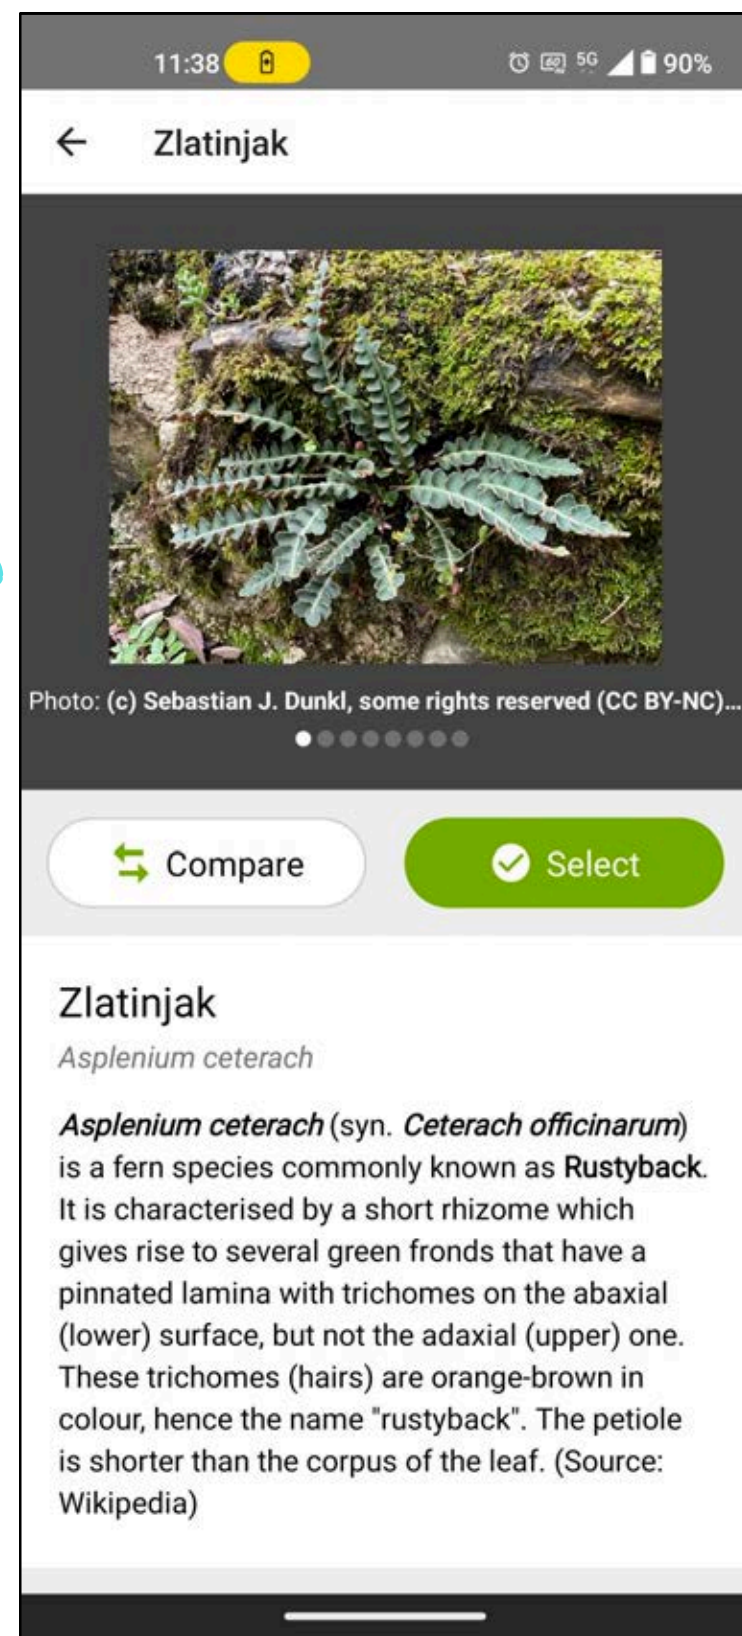 11:38
5G
90%
Zlatinjak
Photo: (c) Sebastian J. Dunkl, some rights reserved (CC BY-NC)...
Compare
Select
Zlatinjak
Asplenium ceterach
Asplenium ceterach (syn. Ceterach officinarum)
is a fern species commonly known as Rustyback.
It is characterised by a short rhizome which
gives rise to several green fronds that have a
pinnated lamina with trichomes on the abaxial
(lower) surface, but not the adaxial (upper) one.
These trichomes (hairs) are orange-brown in
colour, hence the name "rustyback". The petiole
is shorter than the corpus of the leaf. (Source:
Wikipedia)